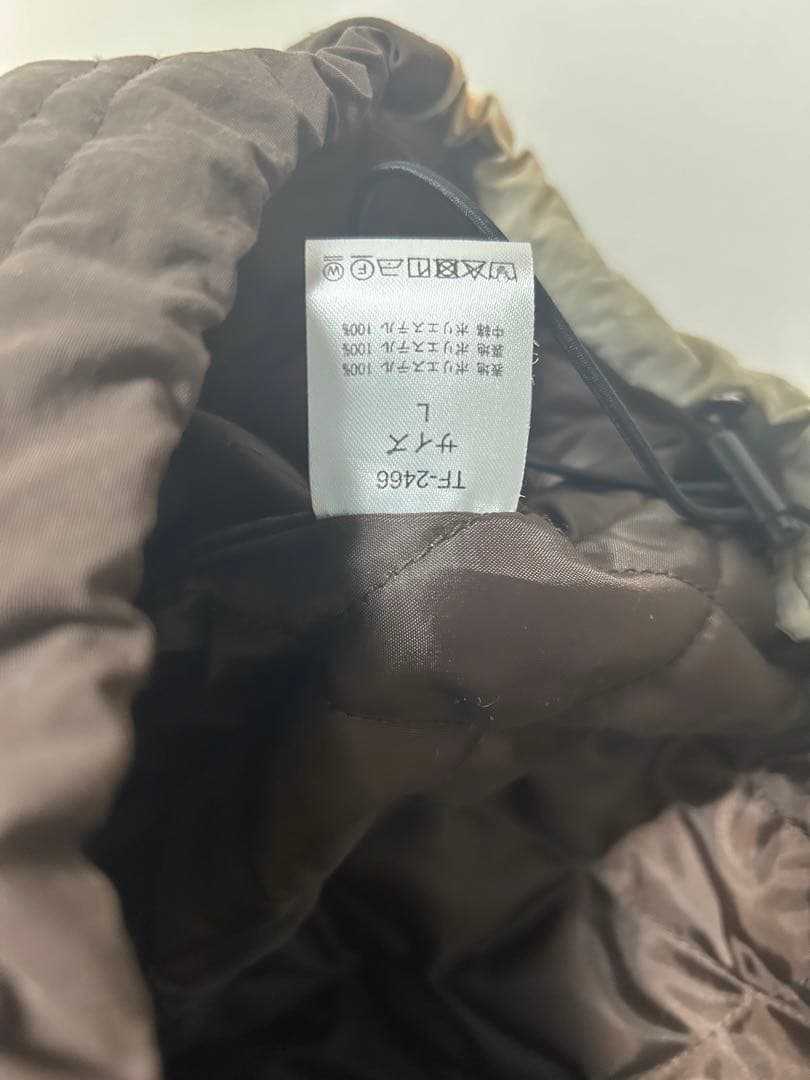 TF-2466
サイズ
L
表地 ポリエステル 100%
裏地 ポリエステル 100%
中綿 ポリエステル 100%